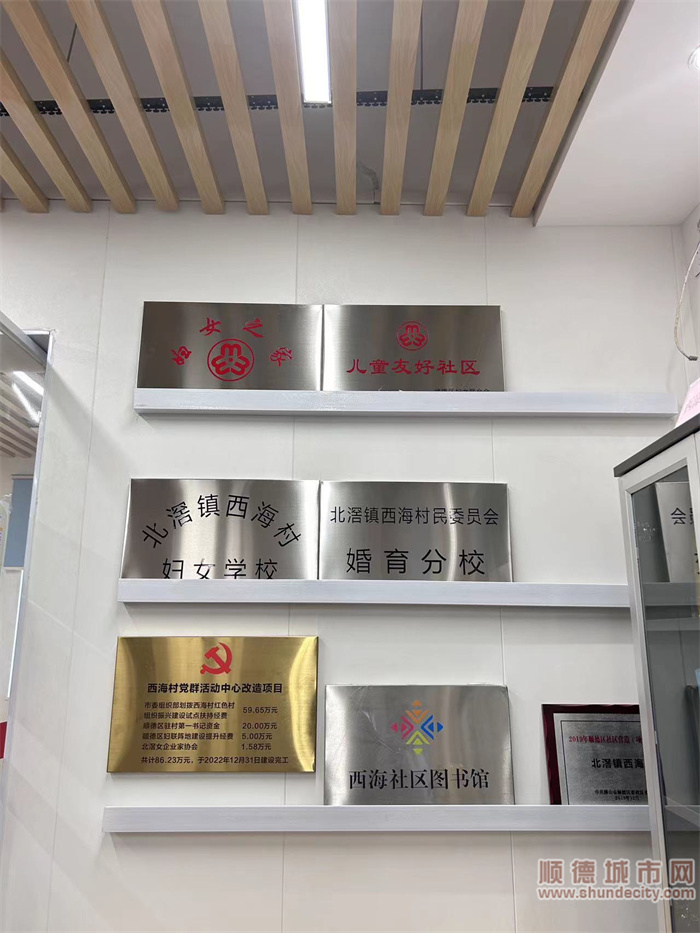 妇女之家
儿童友好社区
北滘镇西海村
妇女学校
北滘镇西海村民委员会
婚育分校
西海村党群活动中心改造项目
市委组织部划拨西海村红色村
组织振兴建设试点扶持经费 59.65万元
顺德区驻村第一书记资金 20.00万元
顺德区妇联阵地建设提升经费 5.00万元
北滘女企业家协会 1.58万元
共计86.23万元，于2022年12月31日建设完工
西海社区图书馆
北滘镇西海
顺德城市网
www.shundecity.com